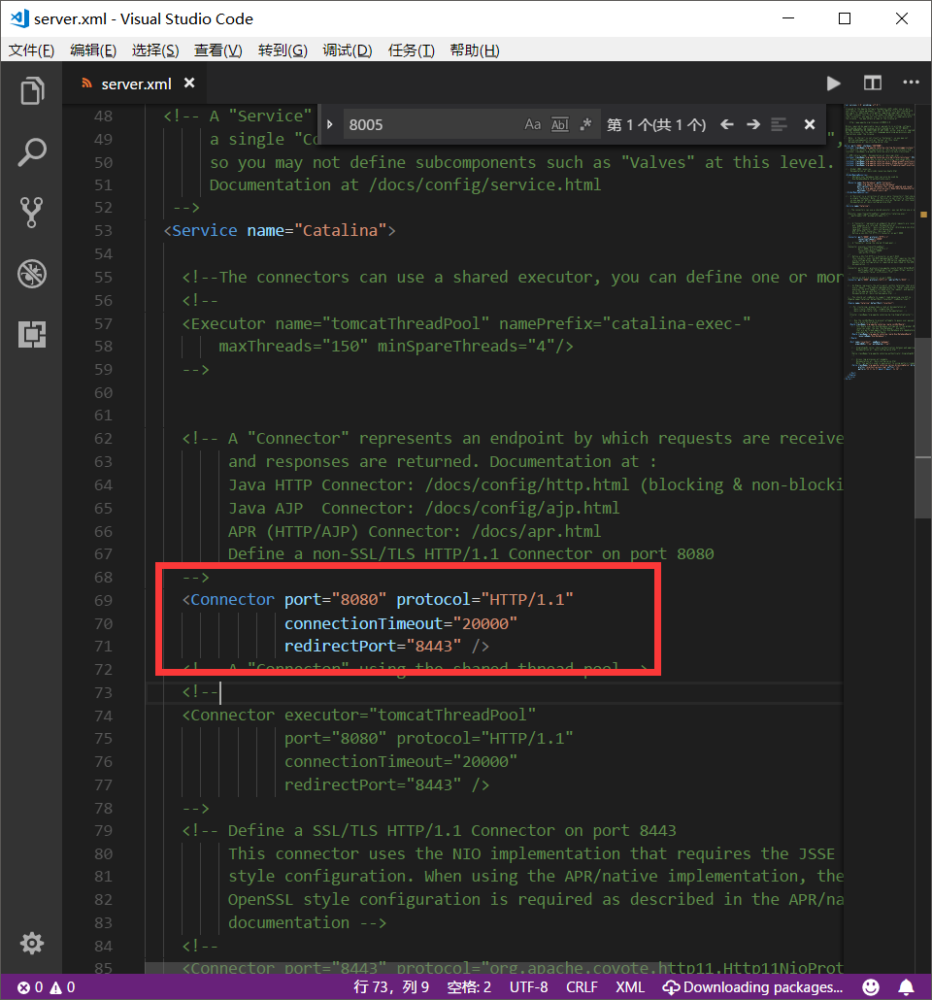 server.xml - Visual Studio Code
文件(F) 编辑(E) 选择(S) 查看(V) 转到(G) 调试(D) 任务(T) 帮助(H)
server.xml
8005 Aa Abl .* 第 1 个(共 1 个)
48 <!-- A "Service"
49 a single "Co ",
50 so you may not define subcomponents such as "Valves" at this level.
51 Documentation at /docs/config/service.html
52 -->
53 <Service name="Catalina">
54
55 <!--The connectors can use a shared executor, you can define one or mor
56 <!--
57 <Executor name="tomcatThreadPool" namePrefix="catalina-exec-"
58 maxThreads="150" minSpareThreads="4"/>
59 -->
60
61
62 <!-- A "Connector" represents an endpoint by which requests are receive
63 and responses are returned. Documentation at :
64 Java HTTP Connector: /docs/config/http.html (blocking & non-blocki
65 Java AJP  Connector: /docs/config/ajp.html
66 APR (HTTP/AJP) Connector: /docs/apr.html
67 Define a non-SSL/TLS HTTP/1.1 Connector on port 8080
68 -->
69 <Connector port="8080" protocol="HTTP/1.1"
70 connectionTimeout="20000"
71 redirectPort="8443" />
72 <!-- A "Connector" using the shared thread pool-->
73 <!--
74 <Connector executor="tomcatThreadPool"
75 port="8080" protocol="HTTP/1.1"
76 connectionTimeout="20000"
77 redirectPort="8443" />
78 -->
79 <!-- Define a SSL/TLS HTTP/1.1 Connector on port 8443
80 This connector uses the NIO implementation that requires the JSSE
81 style configuration. When using the APR/native implementation, the
82 OpenSSL style configuration is required as described in the APR/na
83 documentation -->
84 <!--
85 <Connector port="8443" protocol="org.apache.coyote.http11.Http11NioProt
0 0 行 73，列 9 空格: 2 UTF-8 CRLF XML Downloading packages...